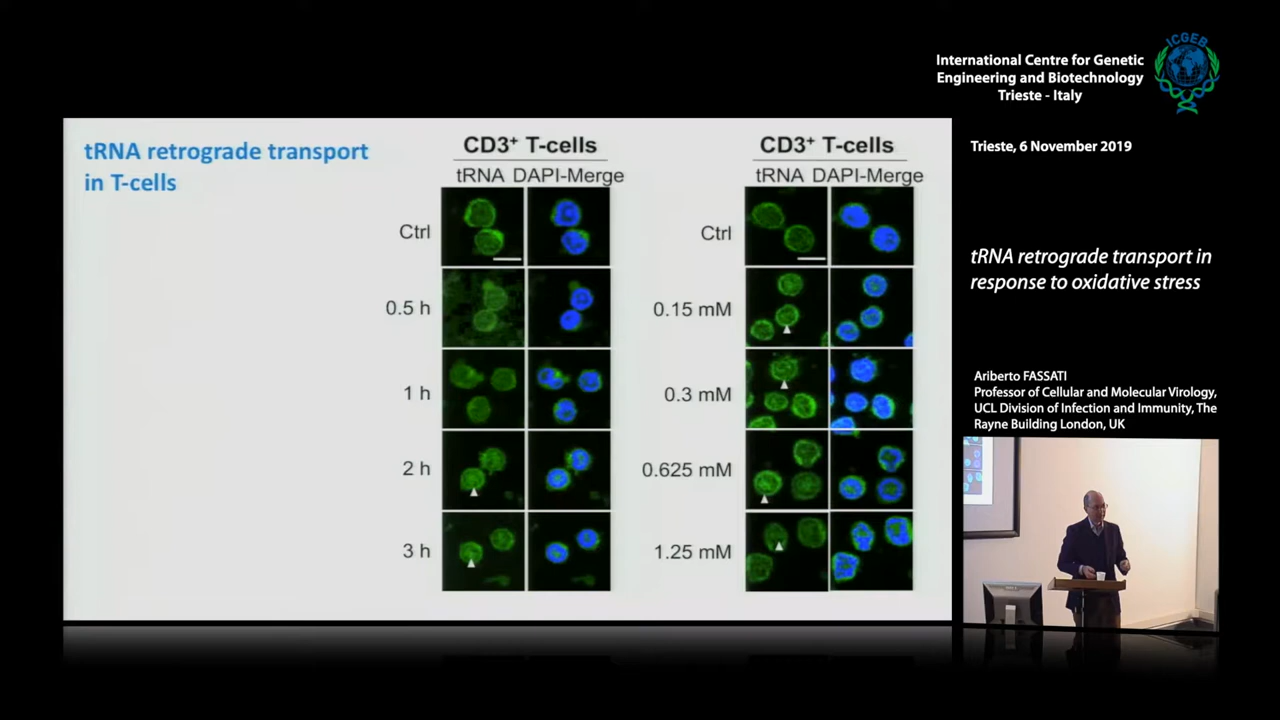 tRNA retrograde transport
in T-cells
CD3⁺ T-cells
tRNA DAPI-Merge
Ctrl
0.5 h
1 h
2 h
3 h
CD3⁺ T-cells
tRNA DAPI-Merge
Ctrl
0.15 mM
0.3 mM
0.625 mM
1.25 mM
ICGEB
International Centre for Genetic
Engineering and Biotechnology
Trieste - Italy
Trieste, 6 November 2019
tRNA retrograde transport in
response to oxidative stress
Ariberto FASSATI
Professor of Cellular and Molecular Virology,
UCL Division of Infection and Immunity, The
Rayne Building London, UK